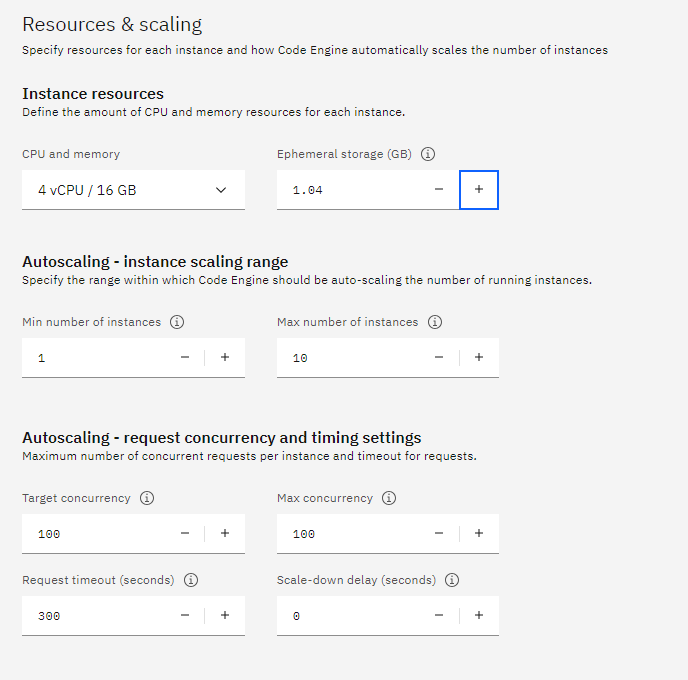 Resources & scaling
Specify resources for each instance and how Code Engine automatically scales the number of instances
Instance resources
Define the amount of CPU and memory resources for each instance.
CPU and memory
Ephemeral storage (GB)
4 vCPU / 16 GB
1.04
Autoscaling - instance scaling range
Specify the range within which Code Engine should be auto-scaling the number of running instances.
Min number of instances
Max number of instances
1
10
Autoscaling - request concurrency and timing settings
Maximum number of concurrent requests per instance and timeout for requests.
Target concurrency
Max concurrency
100
100
Request timeout (seconds)
Scale-down delay (seconds)
300
0